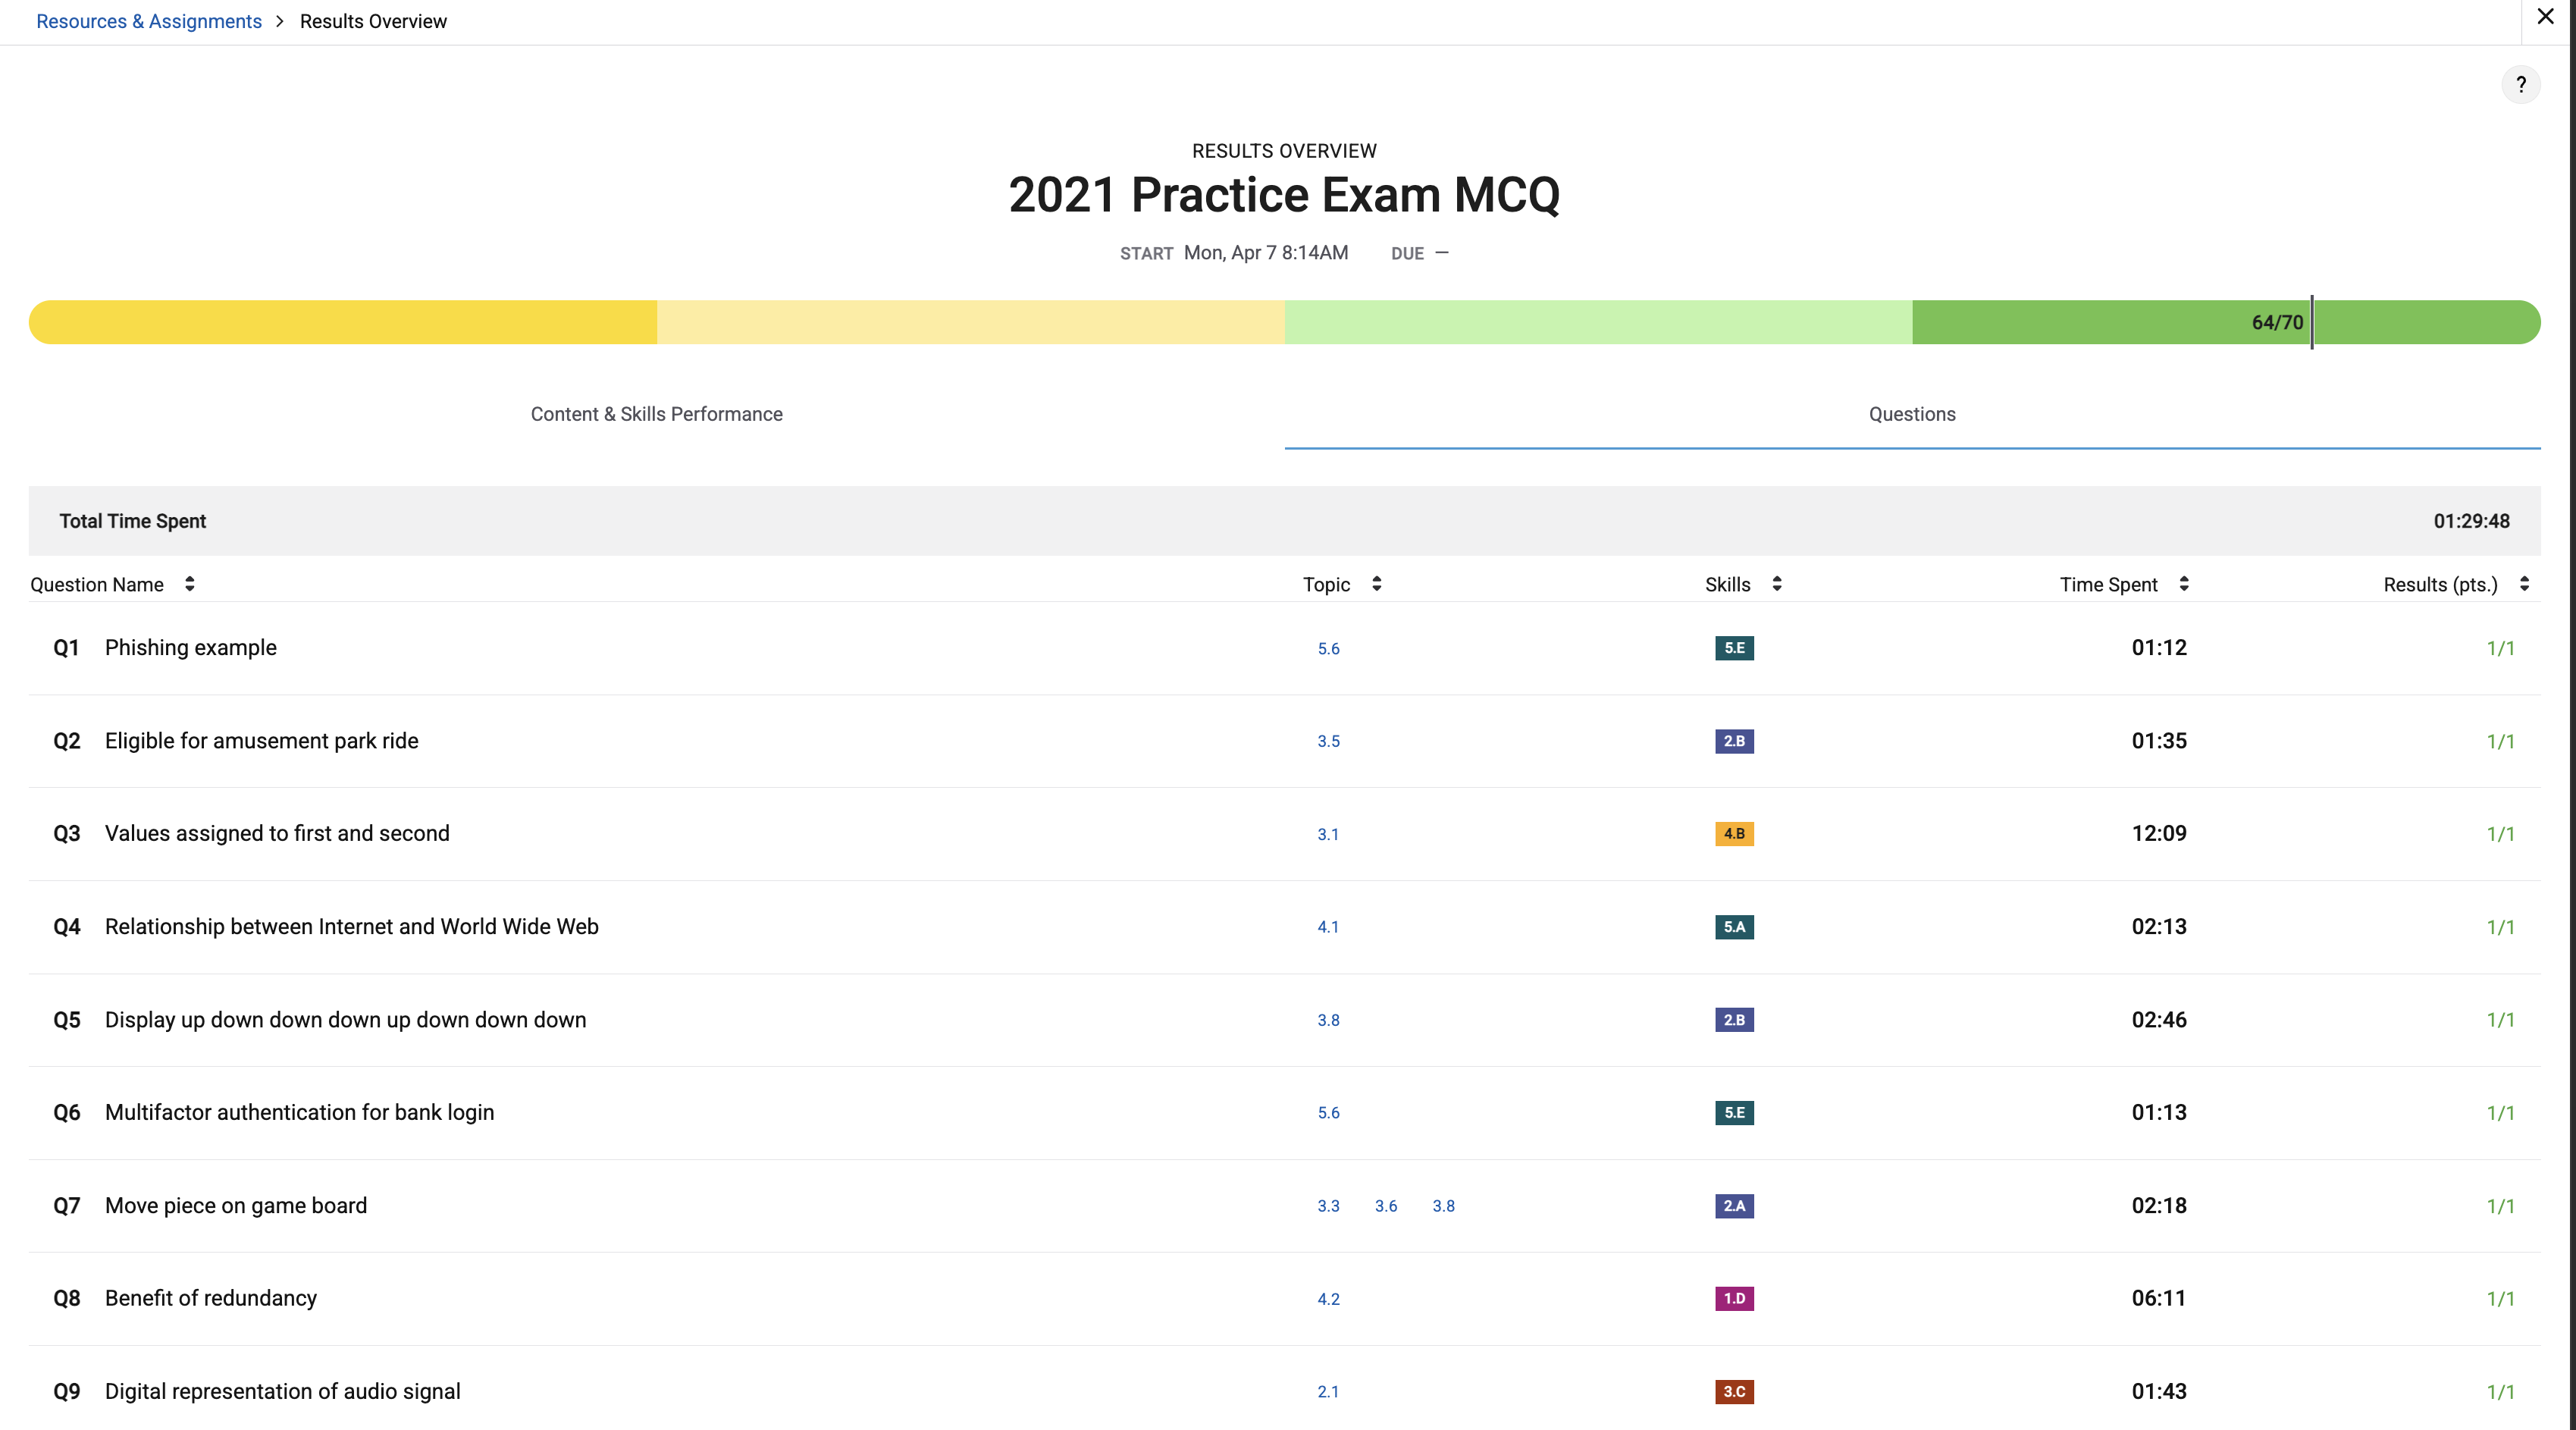 Resources & Assignments > Results Overview
?
RESULTS OVERVIEW
2021 Practice Exam MCQ
START Mon, Apr 7 8:14AM DUE —
64/70
Content & Skills Performance Questions
Total Time Spent 01:29:48
Question Name Topic Skills Time Spent Results (pts.)
Q1 Phishing example 5.6 5.E 01:12 1/1
Q2 Eligible for amusement park ride 3.5 2.B 01:35 1/1
Q3 Values assigned to first and second 3.1 4.B 12:09 1/1
Q4 Relationship between Internet and World Wide Web 4.1 5.A 02:13 1/1
Q5 Display up down down down up down down down 3.8 2.B 02:46 1/1
Q6 Multifactor authentication for bank login 5.6 5.E 01:13 1/1
Q7 Move piece on game board 3.3 3.6 3.8 2.A 02:18 1/1
Q8 Benefit of redundancy 4.2 1.D 06:11 1/1
Q9 Digital representation of audio signal 2.1 3.C 01:43 1/1